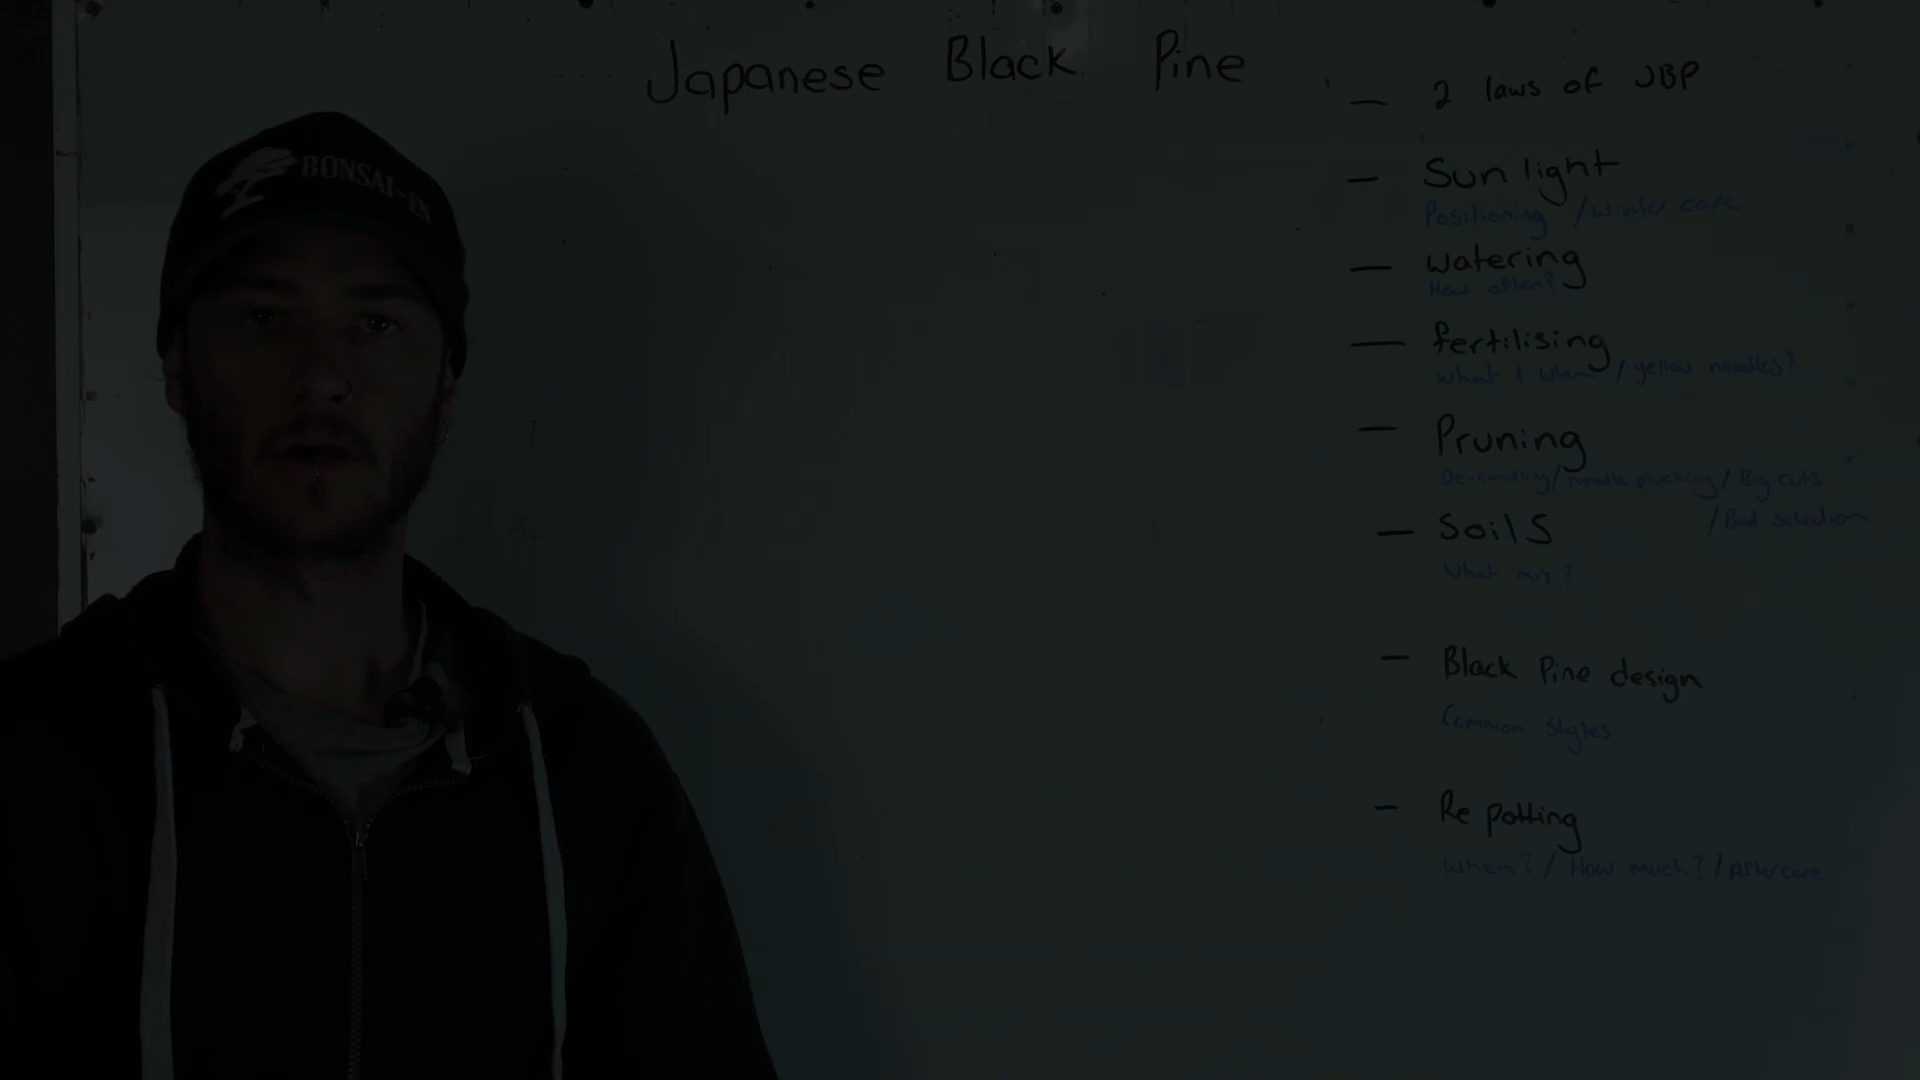 Japanese Black Pine
BONSAI-EN
— 2 laws of JBP
— Sunlight
Positioning / winter care
— watering
How often?
— fertilising
what & when / yellow needles?
— Pruning
De-candling / needle plucking / Big cuts
/ Bud selection
— Soils
What mix?
— Black Pine design
Common styles
— Re potting
When? / How much? / Aftercare